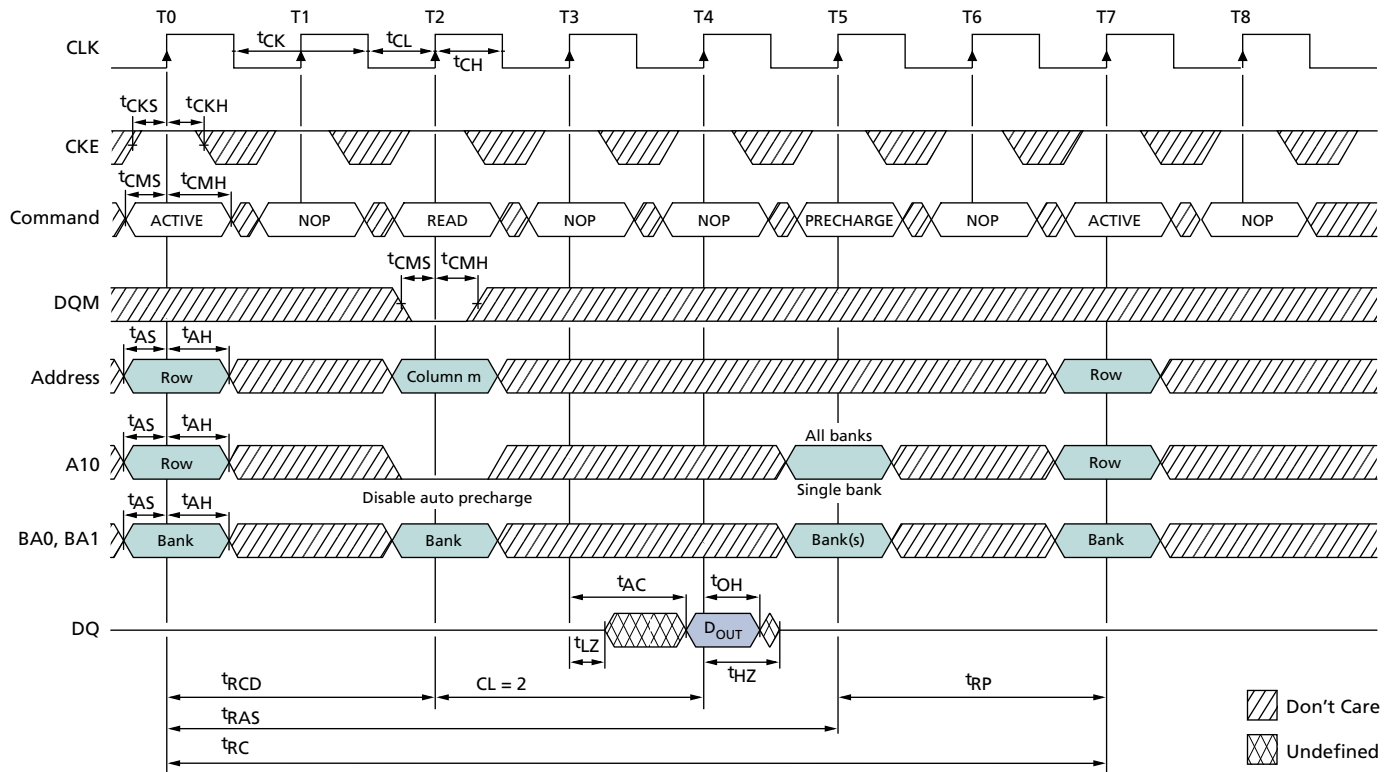 T0 T1 T2 T3 T4 T5 T6 T7 T8
CLK
tCK tCL
tCH
tCKS tCKH
CKE
tCMS tCMH
Command ACTIVE NOP READ NOP NOP PRECHARGE NOP ACTIVE NOP
tCMS tCMH
DQM
tAS tAH
Address Row Column m Row
tAS tAH
All banks
A10 Row Row
Disable auto precharge
Single bank
tAS tAH
BA0, BA1 Bank Bank Bank(s) Bank
tAC tOH
DQ DOUT
tLZ
tHZ
tRCD CL = 2 tRP
tRAS
tRC
Don't Care
Undefined